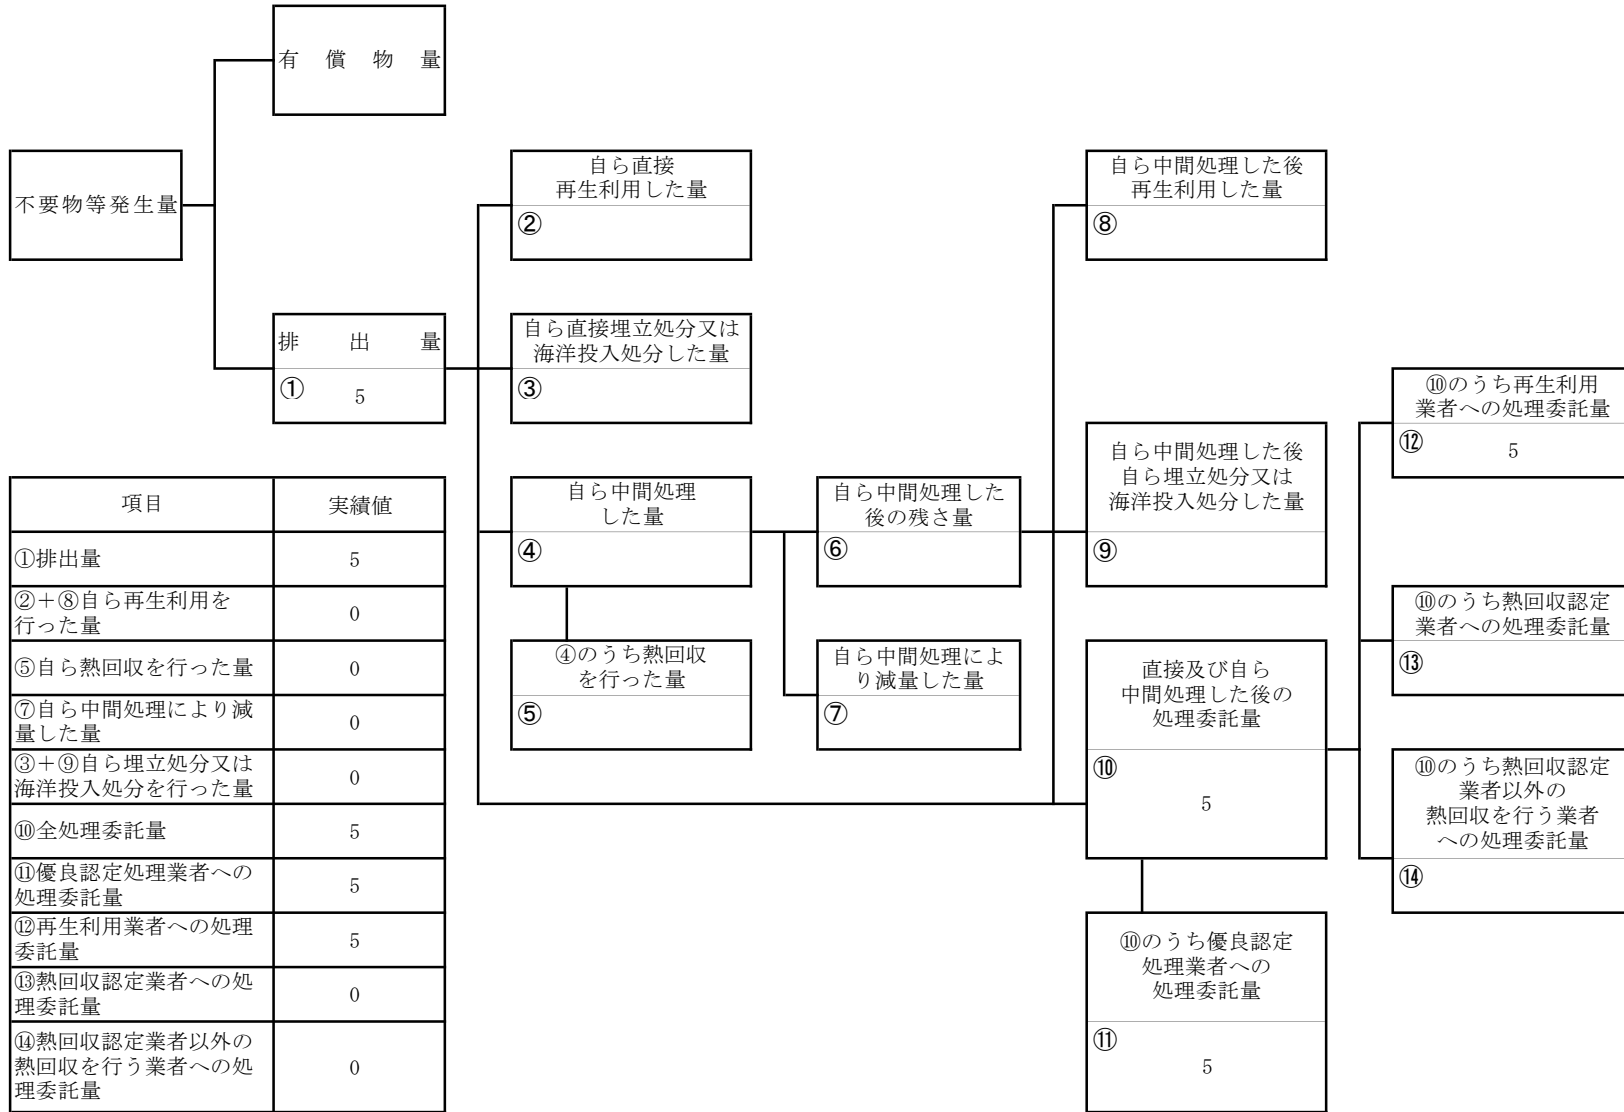 有償物量
不要物等発生量
排出量
①
5
自ら直接
再生利用した量
②
自ら直接埋立処分又は
海洋投入処分した量
③
自ら中間処理
した量
④
④のうち熱回収
を行った量
⑤
自ら中間処理した
後の残さ量
⑥
自ら中間処理によ
り減量した量
⑦
自ら中間処理した後
再生利用した量
⑧
自ら中間処理した後
自ら埋立処分又は
海洋投入処分した量
⑨
直接及び自ら
中間処理した後の
処理委託量
⑩
5
⑩のうち優良認定
処理業者への
処理委託量
⑪
5
⑩のうち再生利用
業者への処理委託量
⑫
5
⑩のうち熱回収認定
業者への処理委託量
⑬
⑩のうち熱回収認定
業者以外の
熱回収を行う業者
への処理委託量
⑭
項目 実績値
①排出量 5
②+⑧自ら再生利用を
行った量 0
⑤自ら熱回収を行った量 0
⑦自ら中間処理により減
量した量 0
③+⑨自ら埋立処分又は
海洋投入処分を行った量 0
⑩全処理委託量 5
⑪優良認定処理業者への
処理委託量 5
⑫再生利用業者への処理
委託量 5
⑬熱回収認定業者への処
理委託量 0
⑭熱回収認定業者以外の
熱回収を行う業者への処
理委託量 0